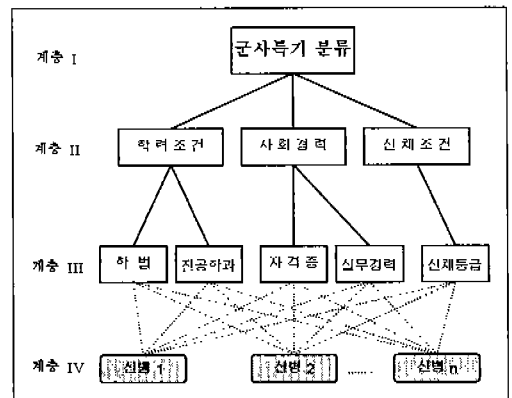 계층 I
군사특기 분류
계층 II
학력조건
사회경력
신체조건
계층 III
학벌
전공학과
자격증
실무경력
신체등급
계층 IV
신병 1
신병 2
......
신병 n